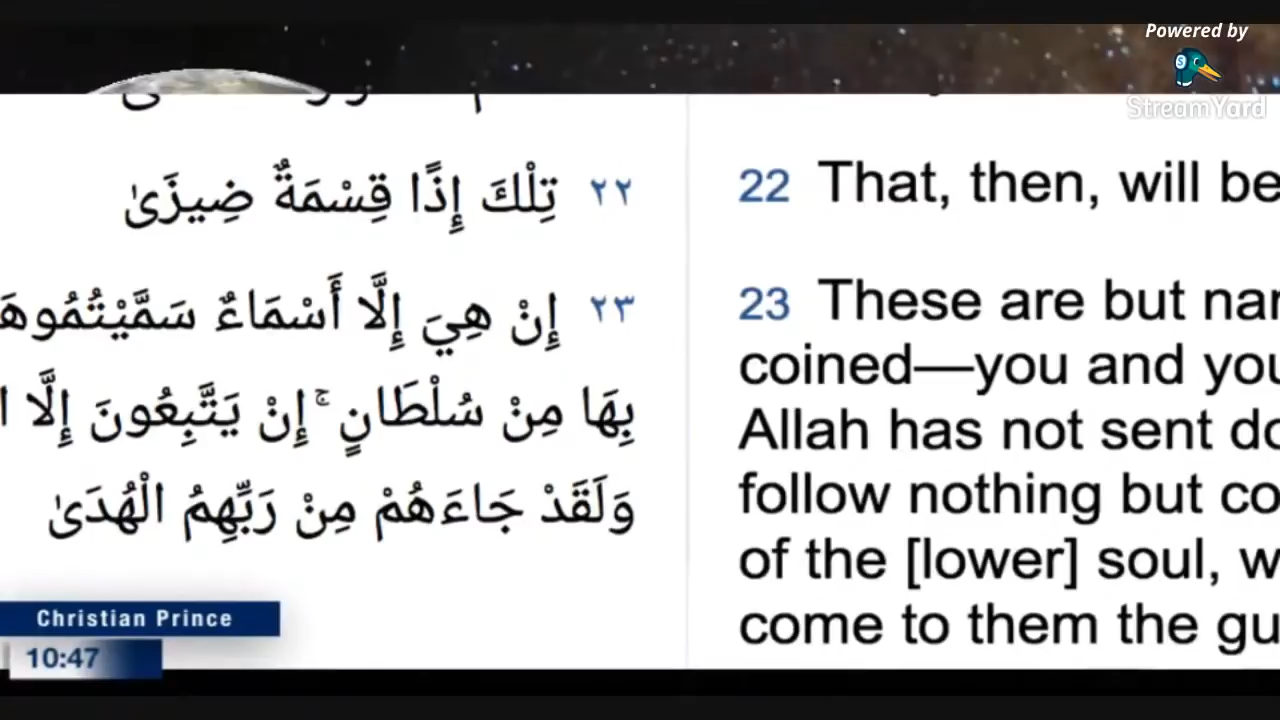 Powered by
StreamYard
٢٢ تِلْكَ إِذًا قِسْمَةٌ ضِيزَىٰ
٢٣ إِنْ هِيَ إِلَّا أَسْمَاءٌ سَمَّيْتُمُوهَ
بِهَا مِنْ سُلْطَانٍ ۚ إِنْ يَتَّبِعُونَ إِلَّا ا
وَلَقَدْ جَاءَهُمْ مِنْ رَبِّهِمُ الْهُدَىٰ
22 That, then, will be
23 These are but nar
coined—you and you
Allah has not sent do
follow nothing but co
of the [lower] soul, w
come to them the gu
Christian Prince
10:47